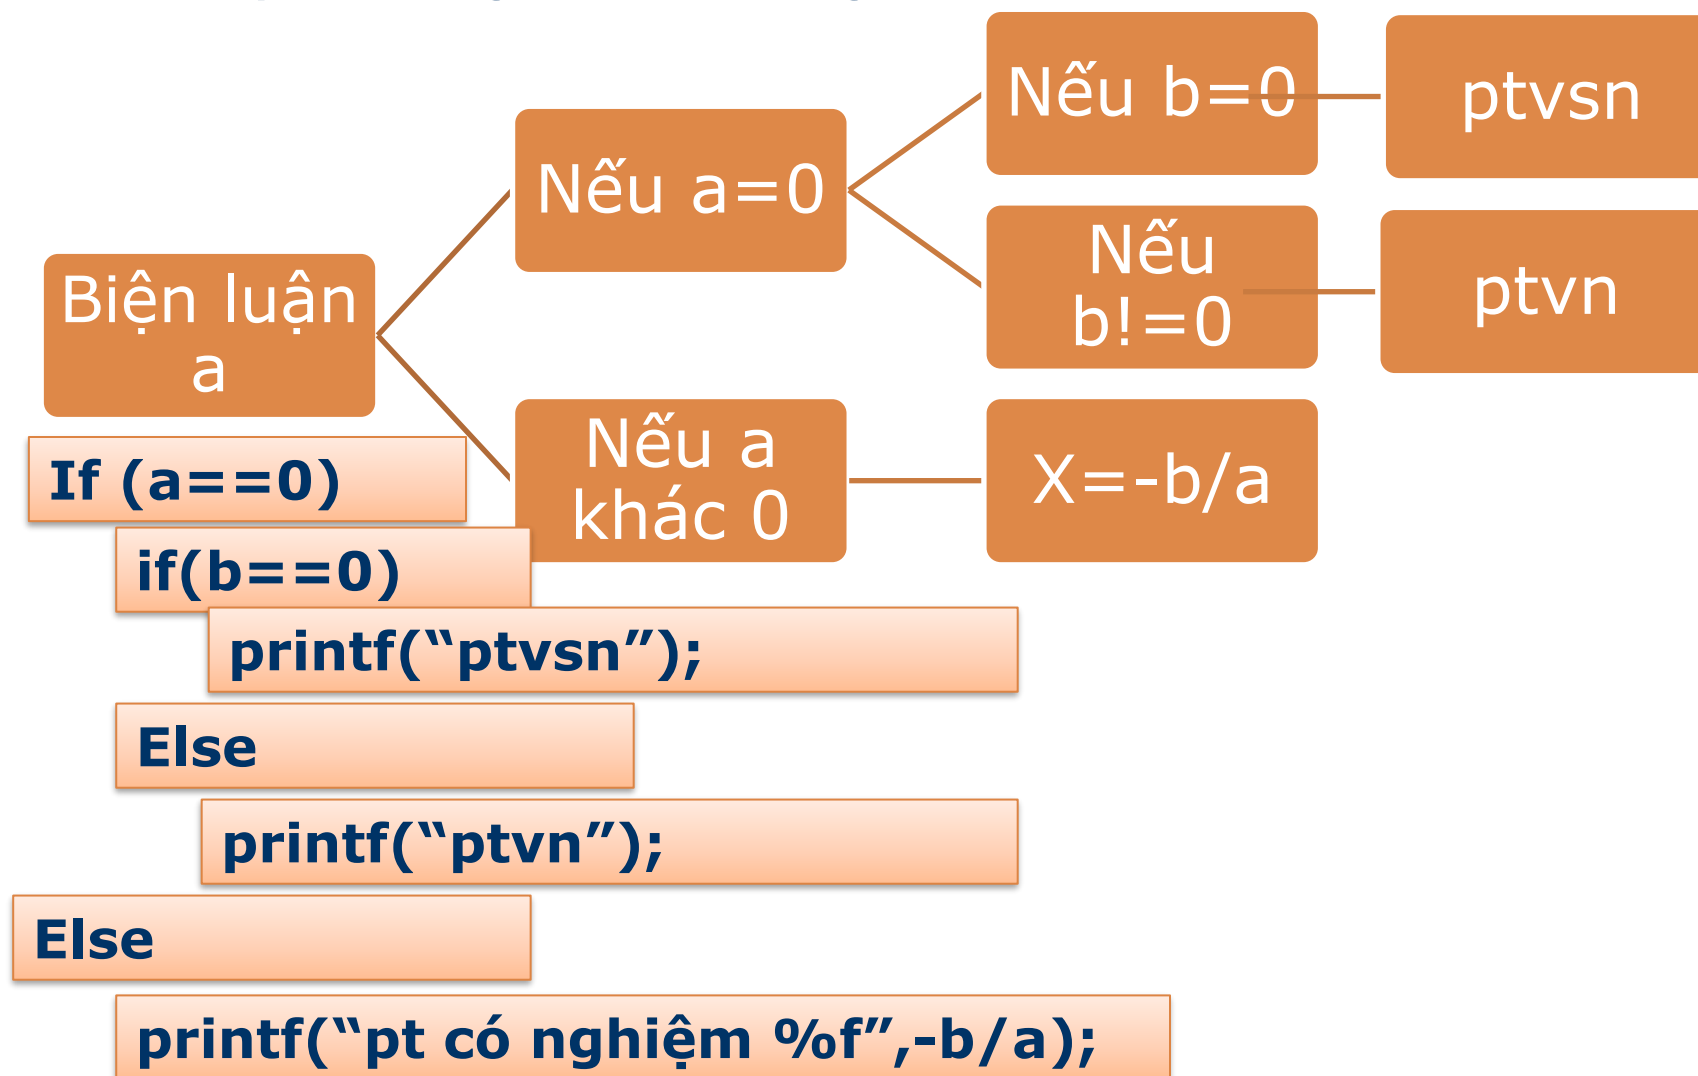 Nếu b=0
ptvsn
Nếu a=0
Nếu
b!=0
ptvn
Biện luận
a
Nếu a
khác 0
X=-b/a
If (a==0)
if(b==0)
printf(“ptvsn”);
Else
printf(“ptvn”);
Else
printf(“pt có nghiệm %f”,-b/a);